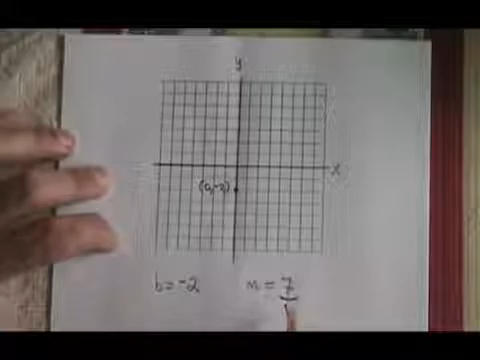 y
x
(0,-2)
b = -2
m = 7/1